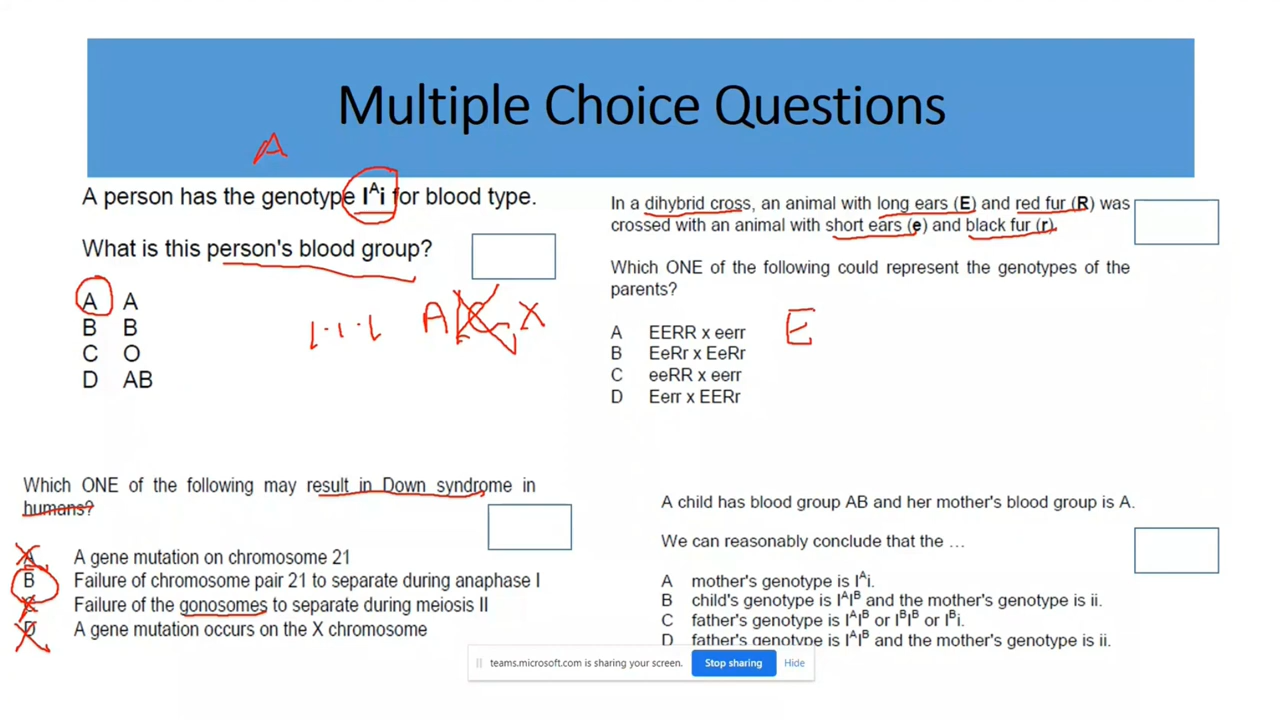 Multiple Choice Questions
A
A person has the genotype IᴬI for blood type.
What is this person's blood group?
A A
B B
C O
D AB
A X
In a dihybrid cross, an animal with long ears (E) and red fur (R) was
crossed with an animal with short ears (e) and black fur (r).
Which ONE of the following could represent the genotypes of the
parents?
A EERR x eerr
B EeRr x EeRr
C eeRR x eerr
D Eerr x EERr
E
Which ONE of the following may result in Down syndrome in
humans?
A A gene mutation on chromosome 21
B Failure of chromosome pair 21 to separate during anaphase I
C Failure of the gonosomes to separate during meiosis II
D A gene mutation occurs on the X chromosome
A child has blood group AB and her mother's blood group is A.
We can reasonably conclude that the …
A mother's genotype is Iᴬi.
B child's genotype is IᴬIᴮ and the mother's genotype is ii.
C father's genotype is IᴬIᴮ or IᴮIᴮ or Iᴮi.
D father's genotype is IᴬIᴮ and the mother's genotype is ii.
teams.microsoft.com is sharing your screen. Stop sharing Hide